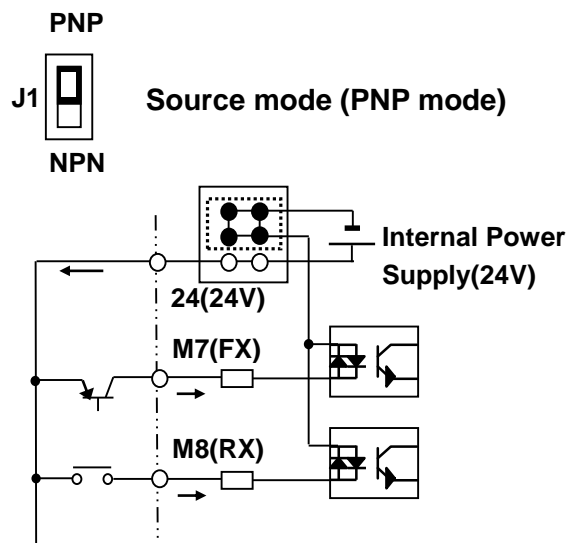 PNP
J1
Source mode (PNP mode)
NPN
Internal Power
Supply(24V)
24(24V)
M7(FX)
M8(RX)